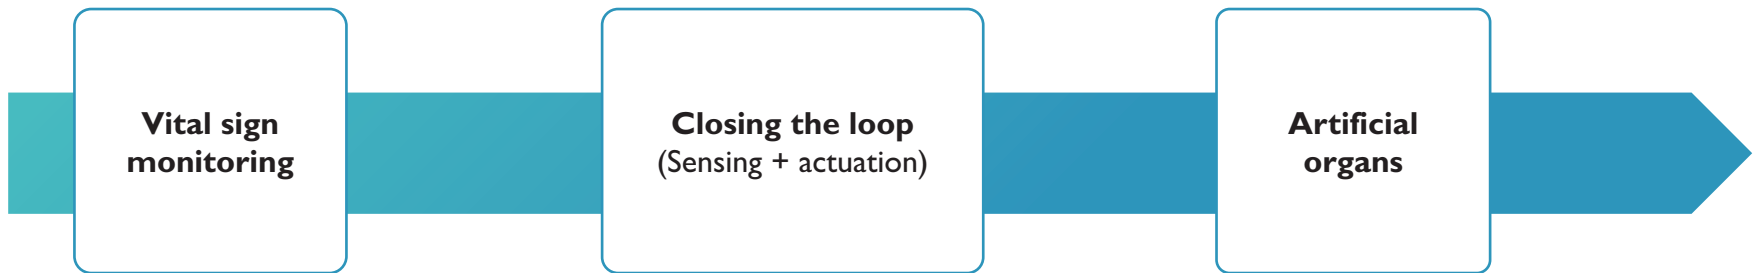 Vital sign
monitoring
Closing the loop
(Sensing + actuation)
Artificial
organs